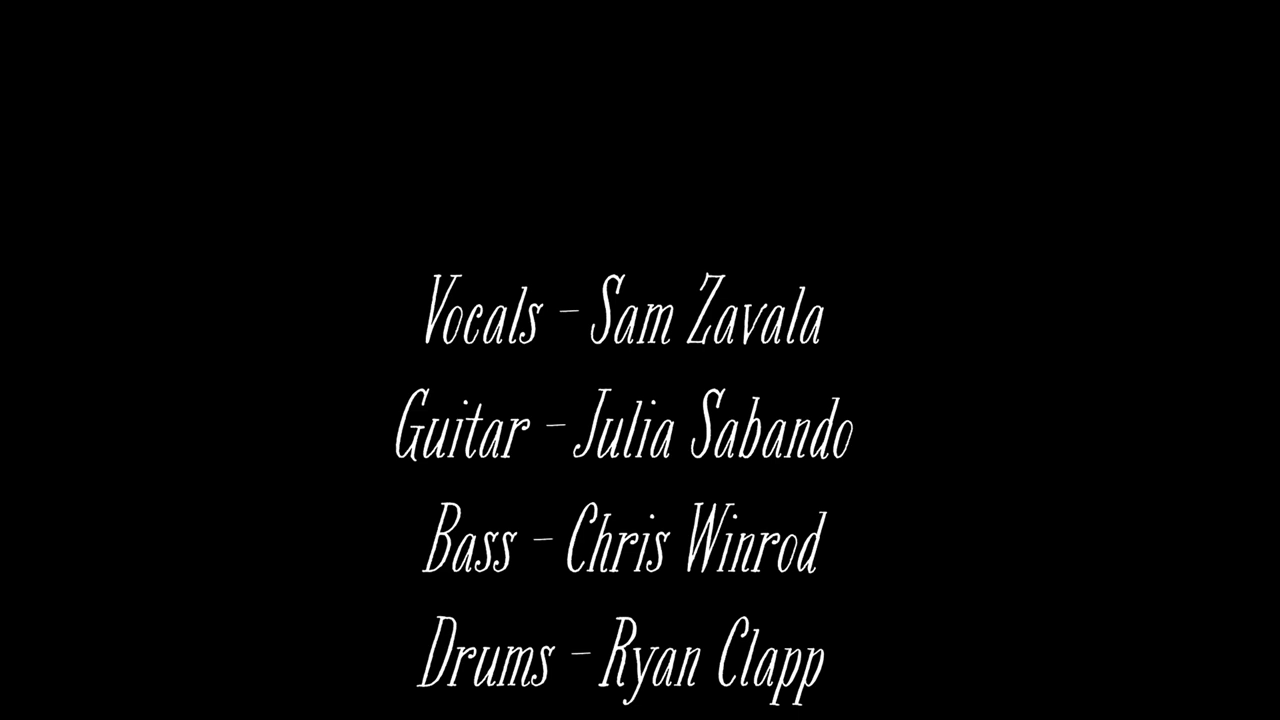 Vocals - Sam Zavala
Guitar - Julia Sabando
Bass - Chris Winrod
Drums - Ryan Clapp